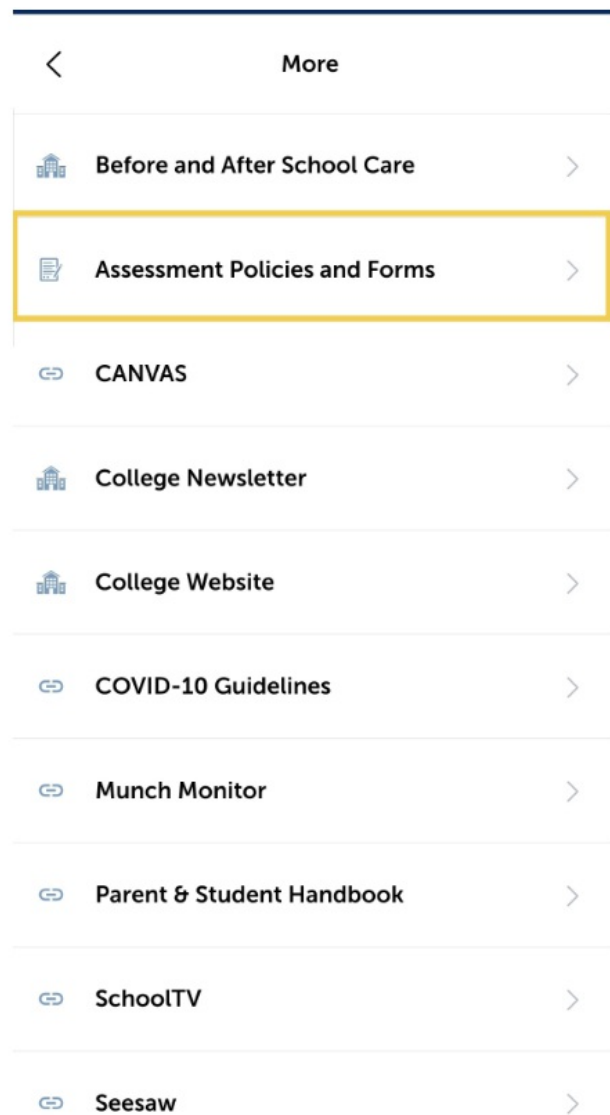 More
Before and After School Care
Assessment Policies and Forms
CANVAS
College Newsletter
College Website
COVID-10 Guidelines
Munch Monitor
Parent & Student Handbook
SchoolTV
Seesaw